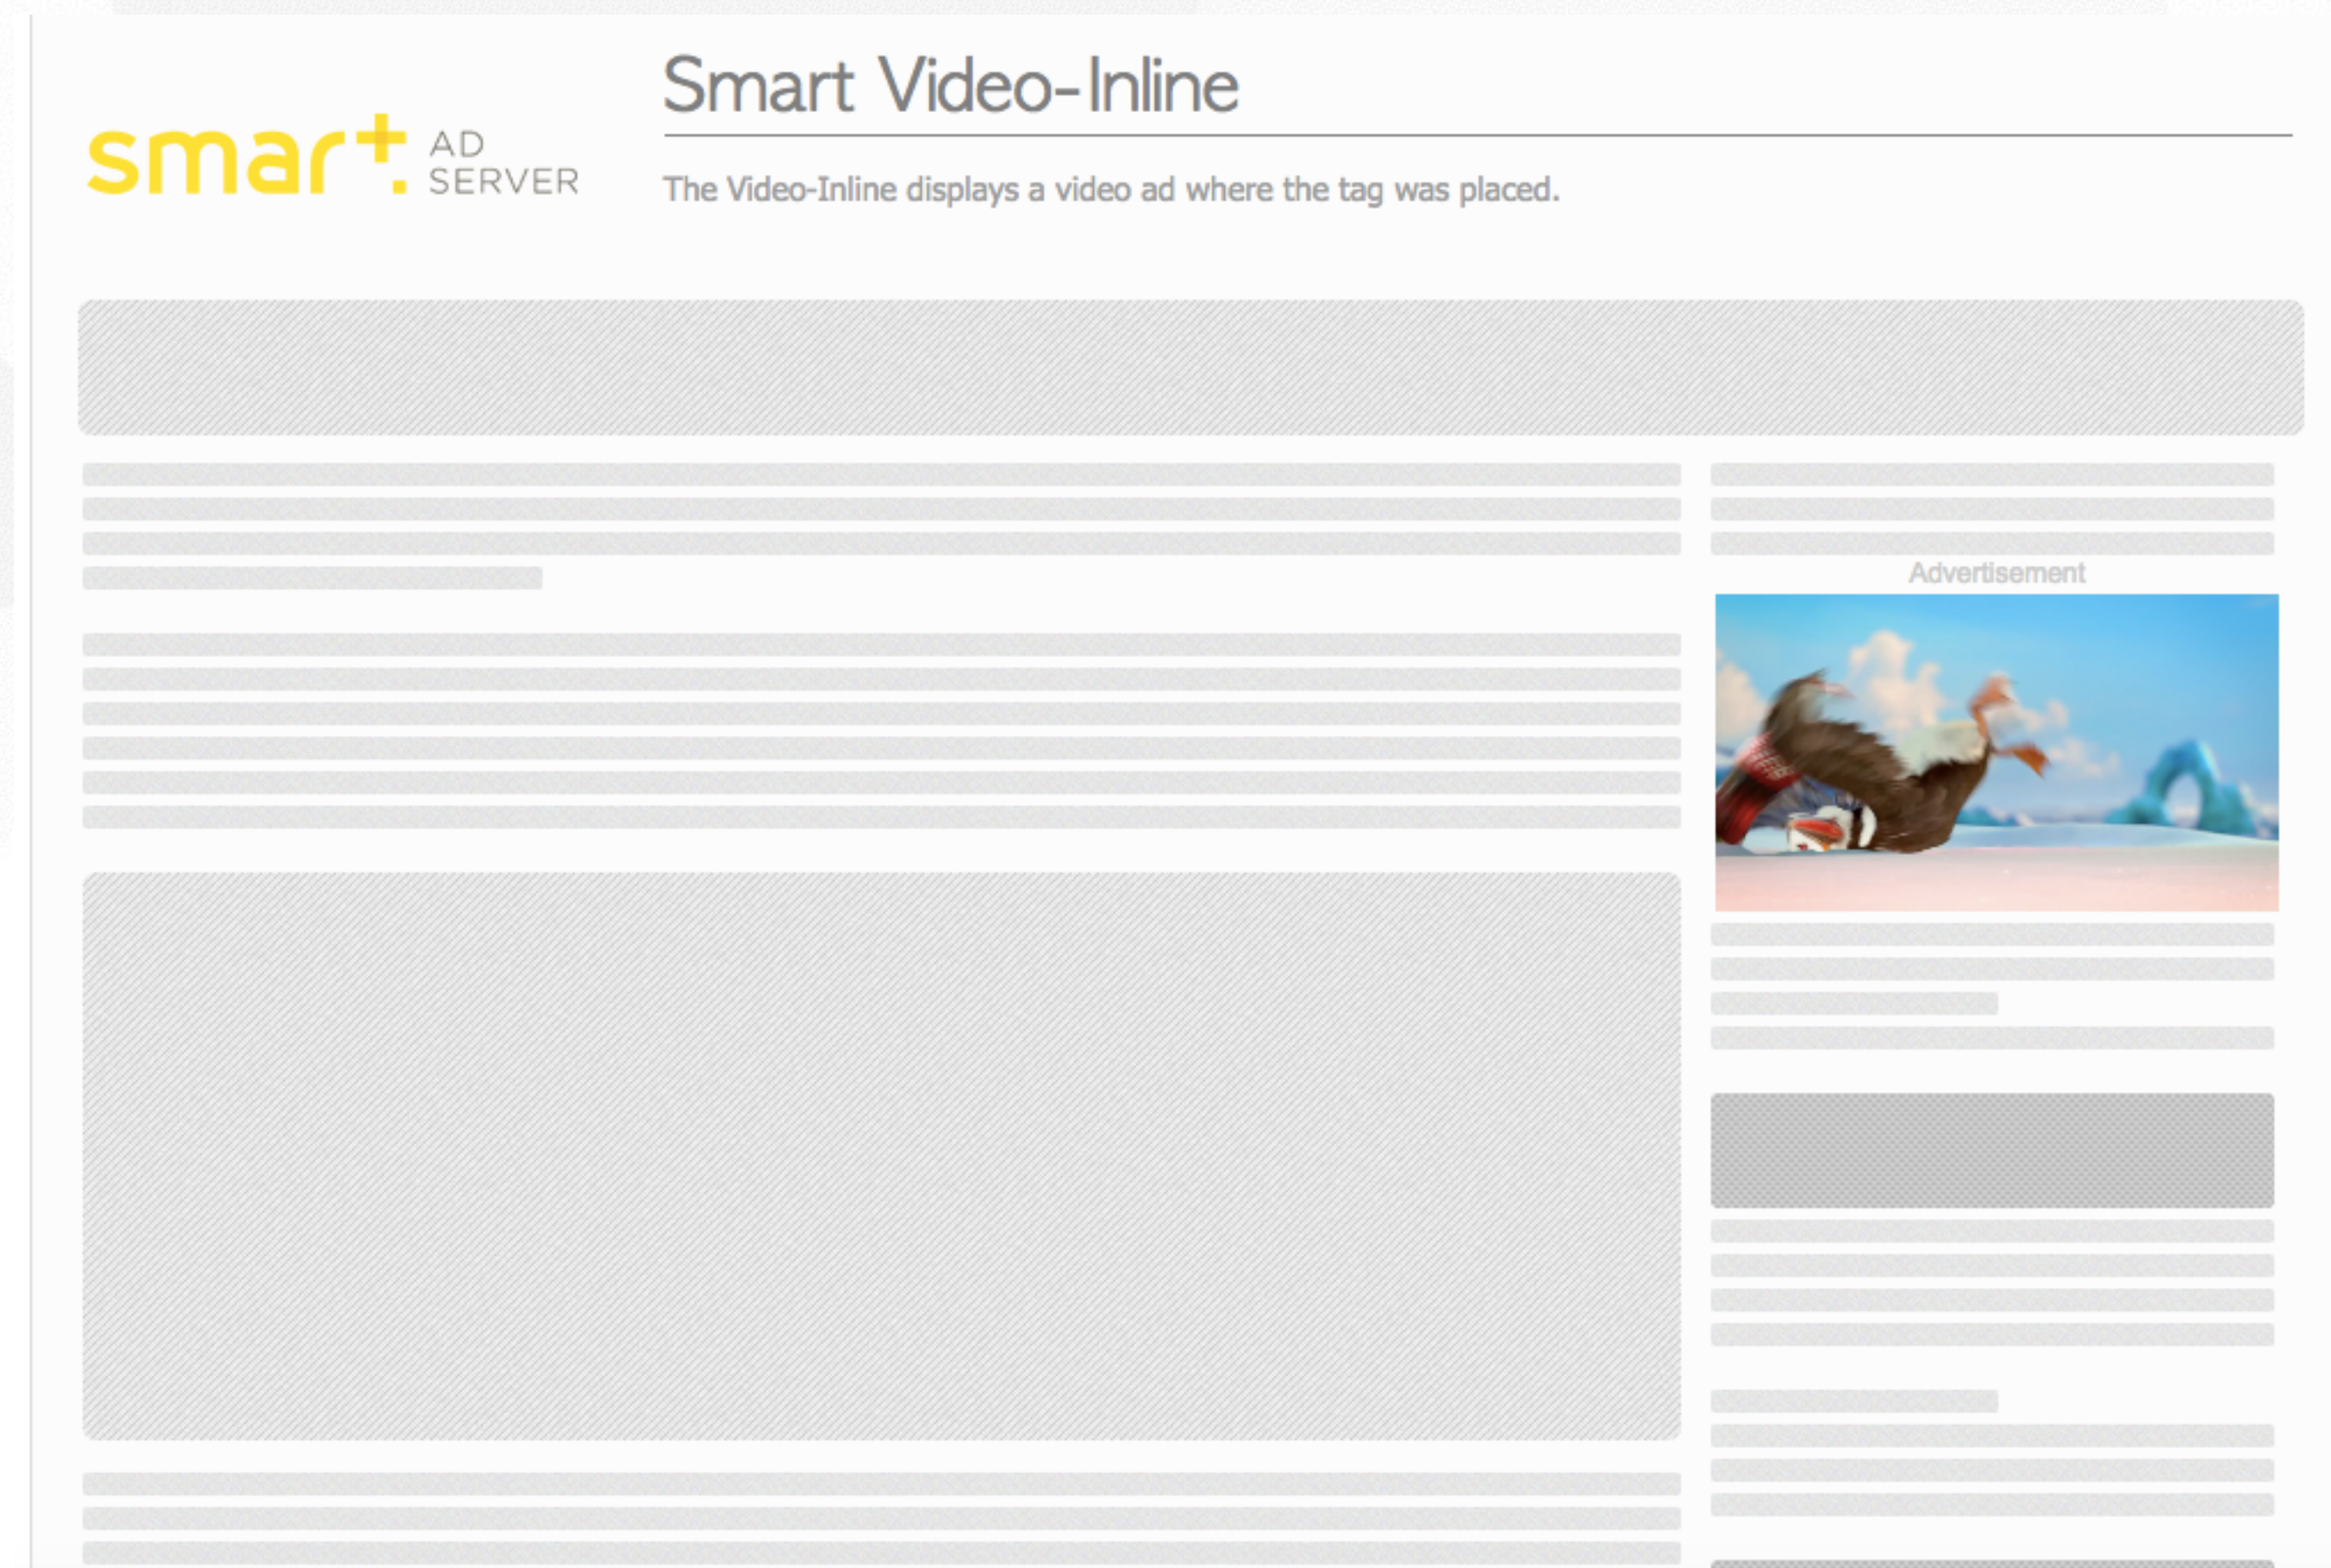 Smart Video-Inline
smart. AD
SERVER
The Video-Inline displays a video ad where the tag was placed.
Advertisement